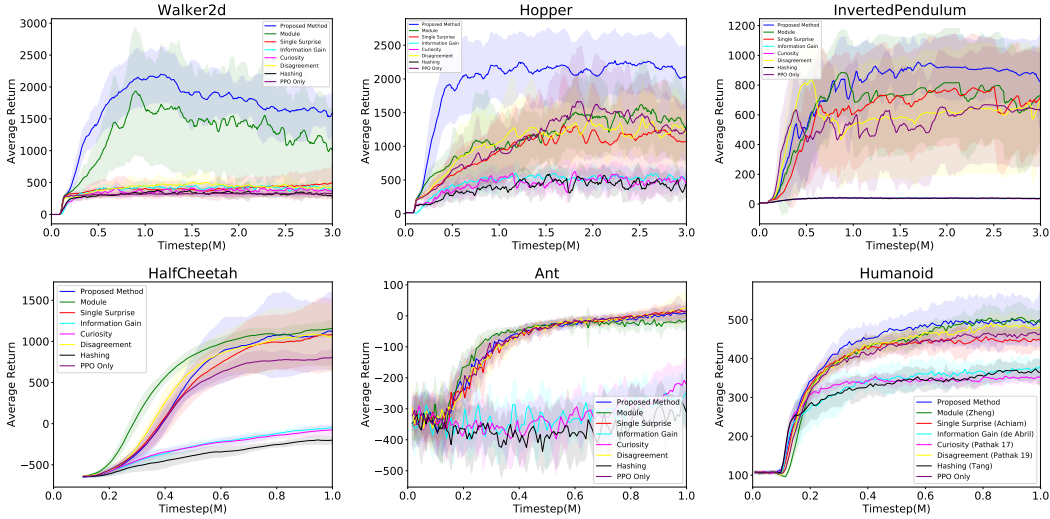 Walker2d
3000
2500
2000
1500
1000
500
0
Average Return
0.0 0.5 1.0 1.5 2.0 2.5 3.0
Timestep(M)
Proposed Method
Module
Single Surprise
Information Gain
Curiosity
Disagreement
Hashing
PPO Only
Hopper
2500
2000
1500
1000
500
0
Average Return
0.0 0.5 1.0 1.5 2.0 2.5 3.0
Timestep(M)
Proposed Method
Module
Single Surprise
Information Gain
Curiosity
Disagreement
Hashing
PPO Only
InvertedPendulum
1200
1000
800
600
400
200
0
Average Return
0.0 0.5 1.0 1.5 2.0 2.5 3.0
Timestep(M)
Proposed Method
Module
Single Surprise
Information Gain
Curiosity
Disagreement
Hashing
PPO Only
HalfCheetah
1500
1000
500
0
−500
Average Return
0.0 0.2 0.4 0.6 0.8 1.0
Timestep(M)
Proposed Method
Module
Single Surprise
Information Gain
Curiosity
Disagreement
Hashing
PPO Only
Ant
100
0
−100
−200
−300
−400
−500
Average Return
0.0 0.2 0.4 0.6 0.8 1.0
Timestep(M)
Proposed Method
Module
Single Surprise
Information Gain
Curiosity
Disagreement
Hashing
PPO Only
Humanoid
500
400
300
200
100
Average Return
0.0 0.2 0.4 0.6 0.8 1.0
Timestep(M)
Proposed Method
Module (Zheng)
Single Surprise (Achiam)
Information Gain (de Abril)
Curiosity (Pathak 17)
Disagreement (Pathak 19)
Hashing (Tang)
PPO Only